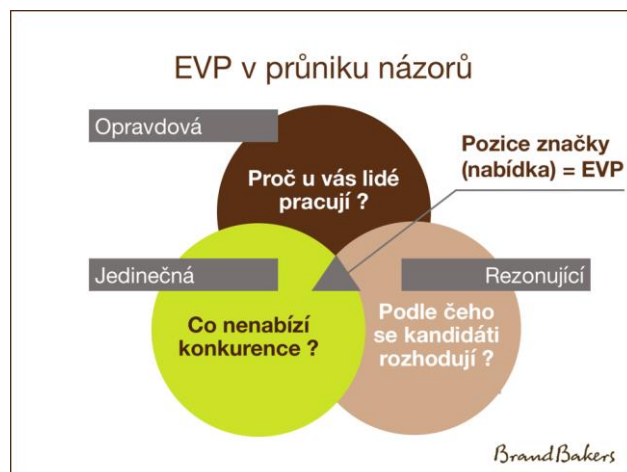 EVP v průniku názorů
Opravdová
Proč u vás lidé
pracují ?
Pozice značky
(nabídka) = EVP
Jedinečná
Rezonující
Co nenabízí
konkurence ?
Podle čeho
se kandidáti
rozhodují ?
BrandBakers